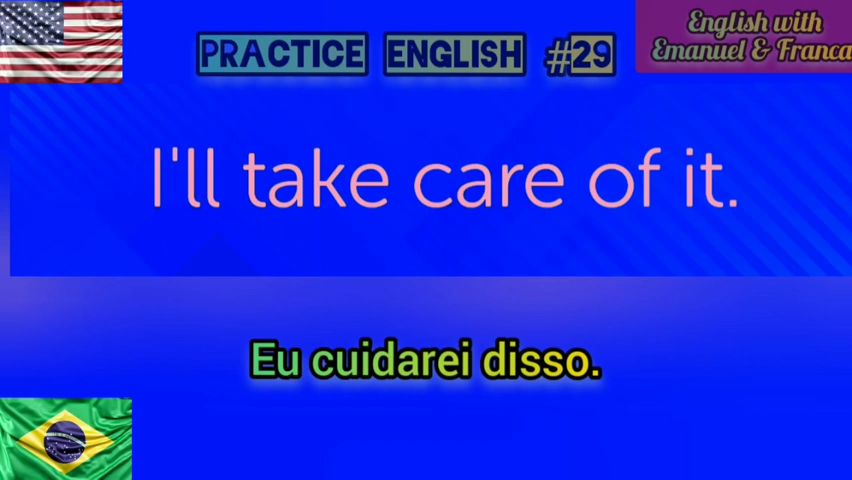 English with
Emanuel & Franca
PRACTICE ENGLISH #29
I'll take care of it.
Eu cuidarei disso.